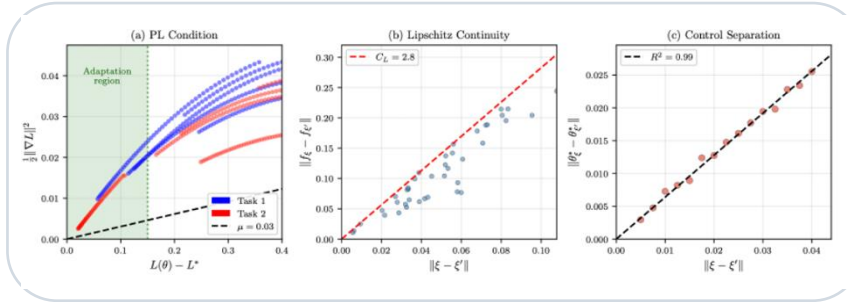 (a) PL Condition
Adaptation
region
0.04
0.03
0.02
0.01
0.00
½‖∇L‖²
Task 1
Task 2
μ = 0.03
0.0 0.1 0.2 0.3 0.4
L(θ) − L*
(b) Lipschitz Continuity
C_L = 2.8
0.30
0.25
0.20
0.15
0.10
0.05
0.00
‖f_ξ − f_ξ′‖
0.00 0.02 0.04 0.06 0.08 0.10
‖ξ − ξ′‖
(c) Control Separation
R² = 0.99
0.025
0.020
0.015
0.010
0.005
0.000
‖θ*_ξ − θ*_ξ′‖
0.00 0.01 0.02 0.03 0.04
‖ξ − ξ′‖